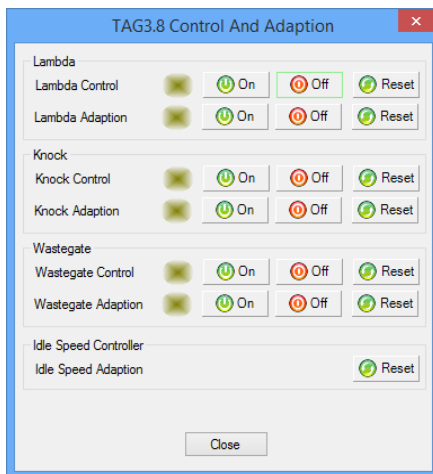 TAG3.8 Control And Adaption
Lambda
Lambda Control On Off Reset
Lambda Adaption On Off Reset
Knock
Knock Control On Off Reset
Knock Adaption On Off Reset
Wastegate
Wastegate Control On Off Reset
Wastegate Adaption On Off Reset
Idle Speed Controller
Idle Speed Adaption Reset
Close